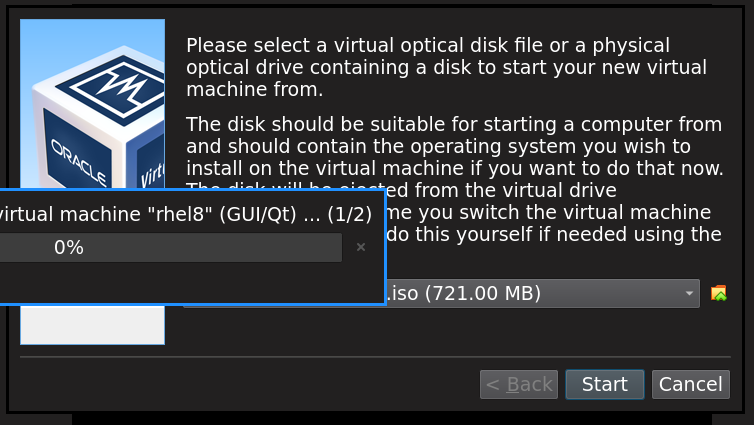 Please select a virtual optical disk file or a physical
optical drive containing a disk to start your new virtual
machine from.
The disk should be suitable for starting a computer from
and should contain the operating system you wish to
install on the virtual machine if you want to do that now.
The disk will be ejected from the virtual drive
me you switch the virtual machine
do this yourself if needed using the
ORACLE
Virt
virtual machine "rhel8" (GUI/Qt) ... (1/2)
0%
.iso (721.00 MB)
< Back
Start
Cancel